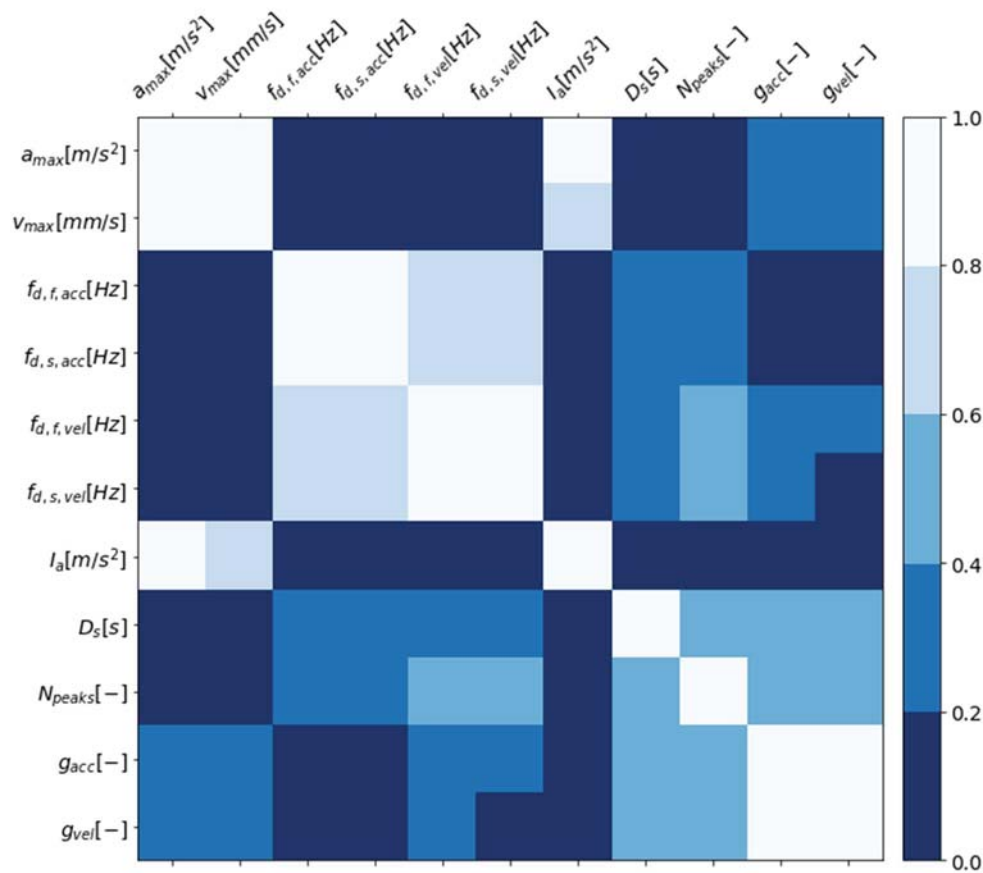 a_max[m/s²] v_max[mm/s] f_d,f,acc[Hz] f_d,s,acc[Hz] f_d,f,vel[Hz] f_d,s,vel[Hz] I_a[m/s²] D_s[s] N_peaks[−] g_acc[−] g_vel[−]
1.0
a_max[m/s²]
v_max[mm/s]
0.8
f_d,f,acc[Hz]
f_d,s,acc[Hz]
0.6
f_d,f,vel[Hz]
f_d,s,vel[Hz]
I_a[m/s²]
0.4
D_s[s]
N_peaks[−]
0.2
g_acc[−]
g_vel[−]
0.0